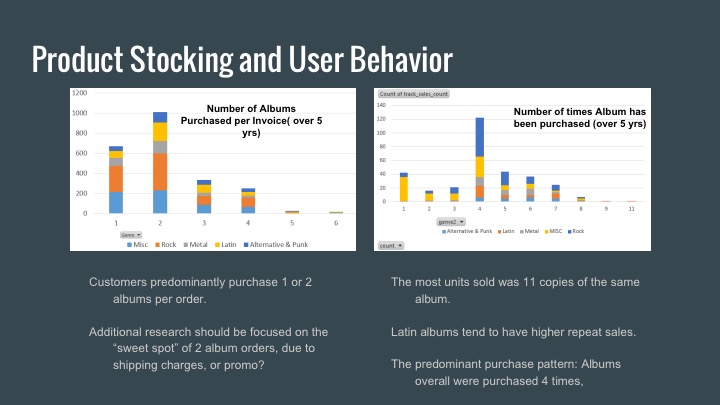 Product Stocking and User Behavior
Number of Albums
Purchased per Invoice( over 5
yrs)
1200
1000
800
600
400
200
0
1 2 3 4 5 6
Genre
Misc Rock Metal Latin Alternative & Punk
Count of track_sales_count
Number of times Album has
been purchased (over 5 yrs)
140
120
100
80
60
40
20
0
1 2 3 4 5 6 7 8 9 11
genre2
Alternative & Punk Latin Metal MISC Rock
count
Customers predominantly purchase 1 or 2
albums per order.
Additional research should be focused on the
“sweet spot” of 2 album orders, due to
shipping charges, or promo?
The most units sold was 11 copies of the same
album.
Latin albums tend to have higher repeat sales.
The predominant purchase pattern: Albums
overall were purchased 4 times,